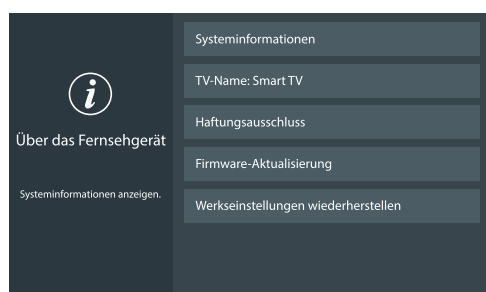 Über das Fernsehgerät
Systeminformationen anzeigen.
Systeminformationen
TV-Name: Smart TV
Haftungsausschluss
Firmware-Aktualisierung
Werkseinstellungen wiederherstellen